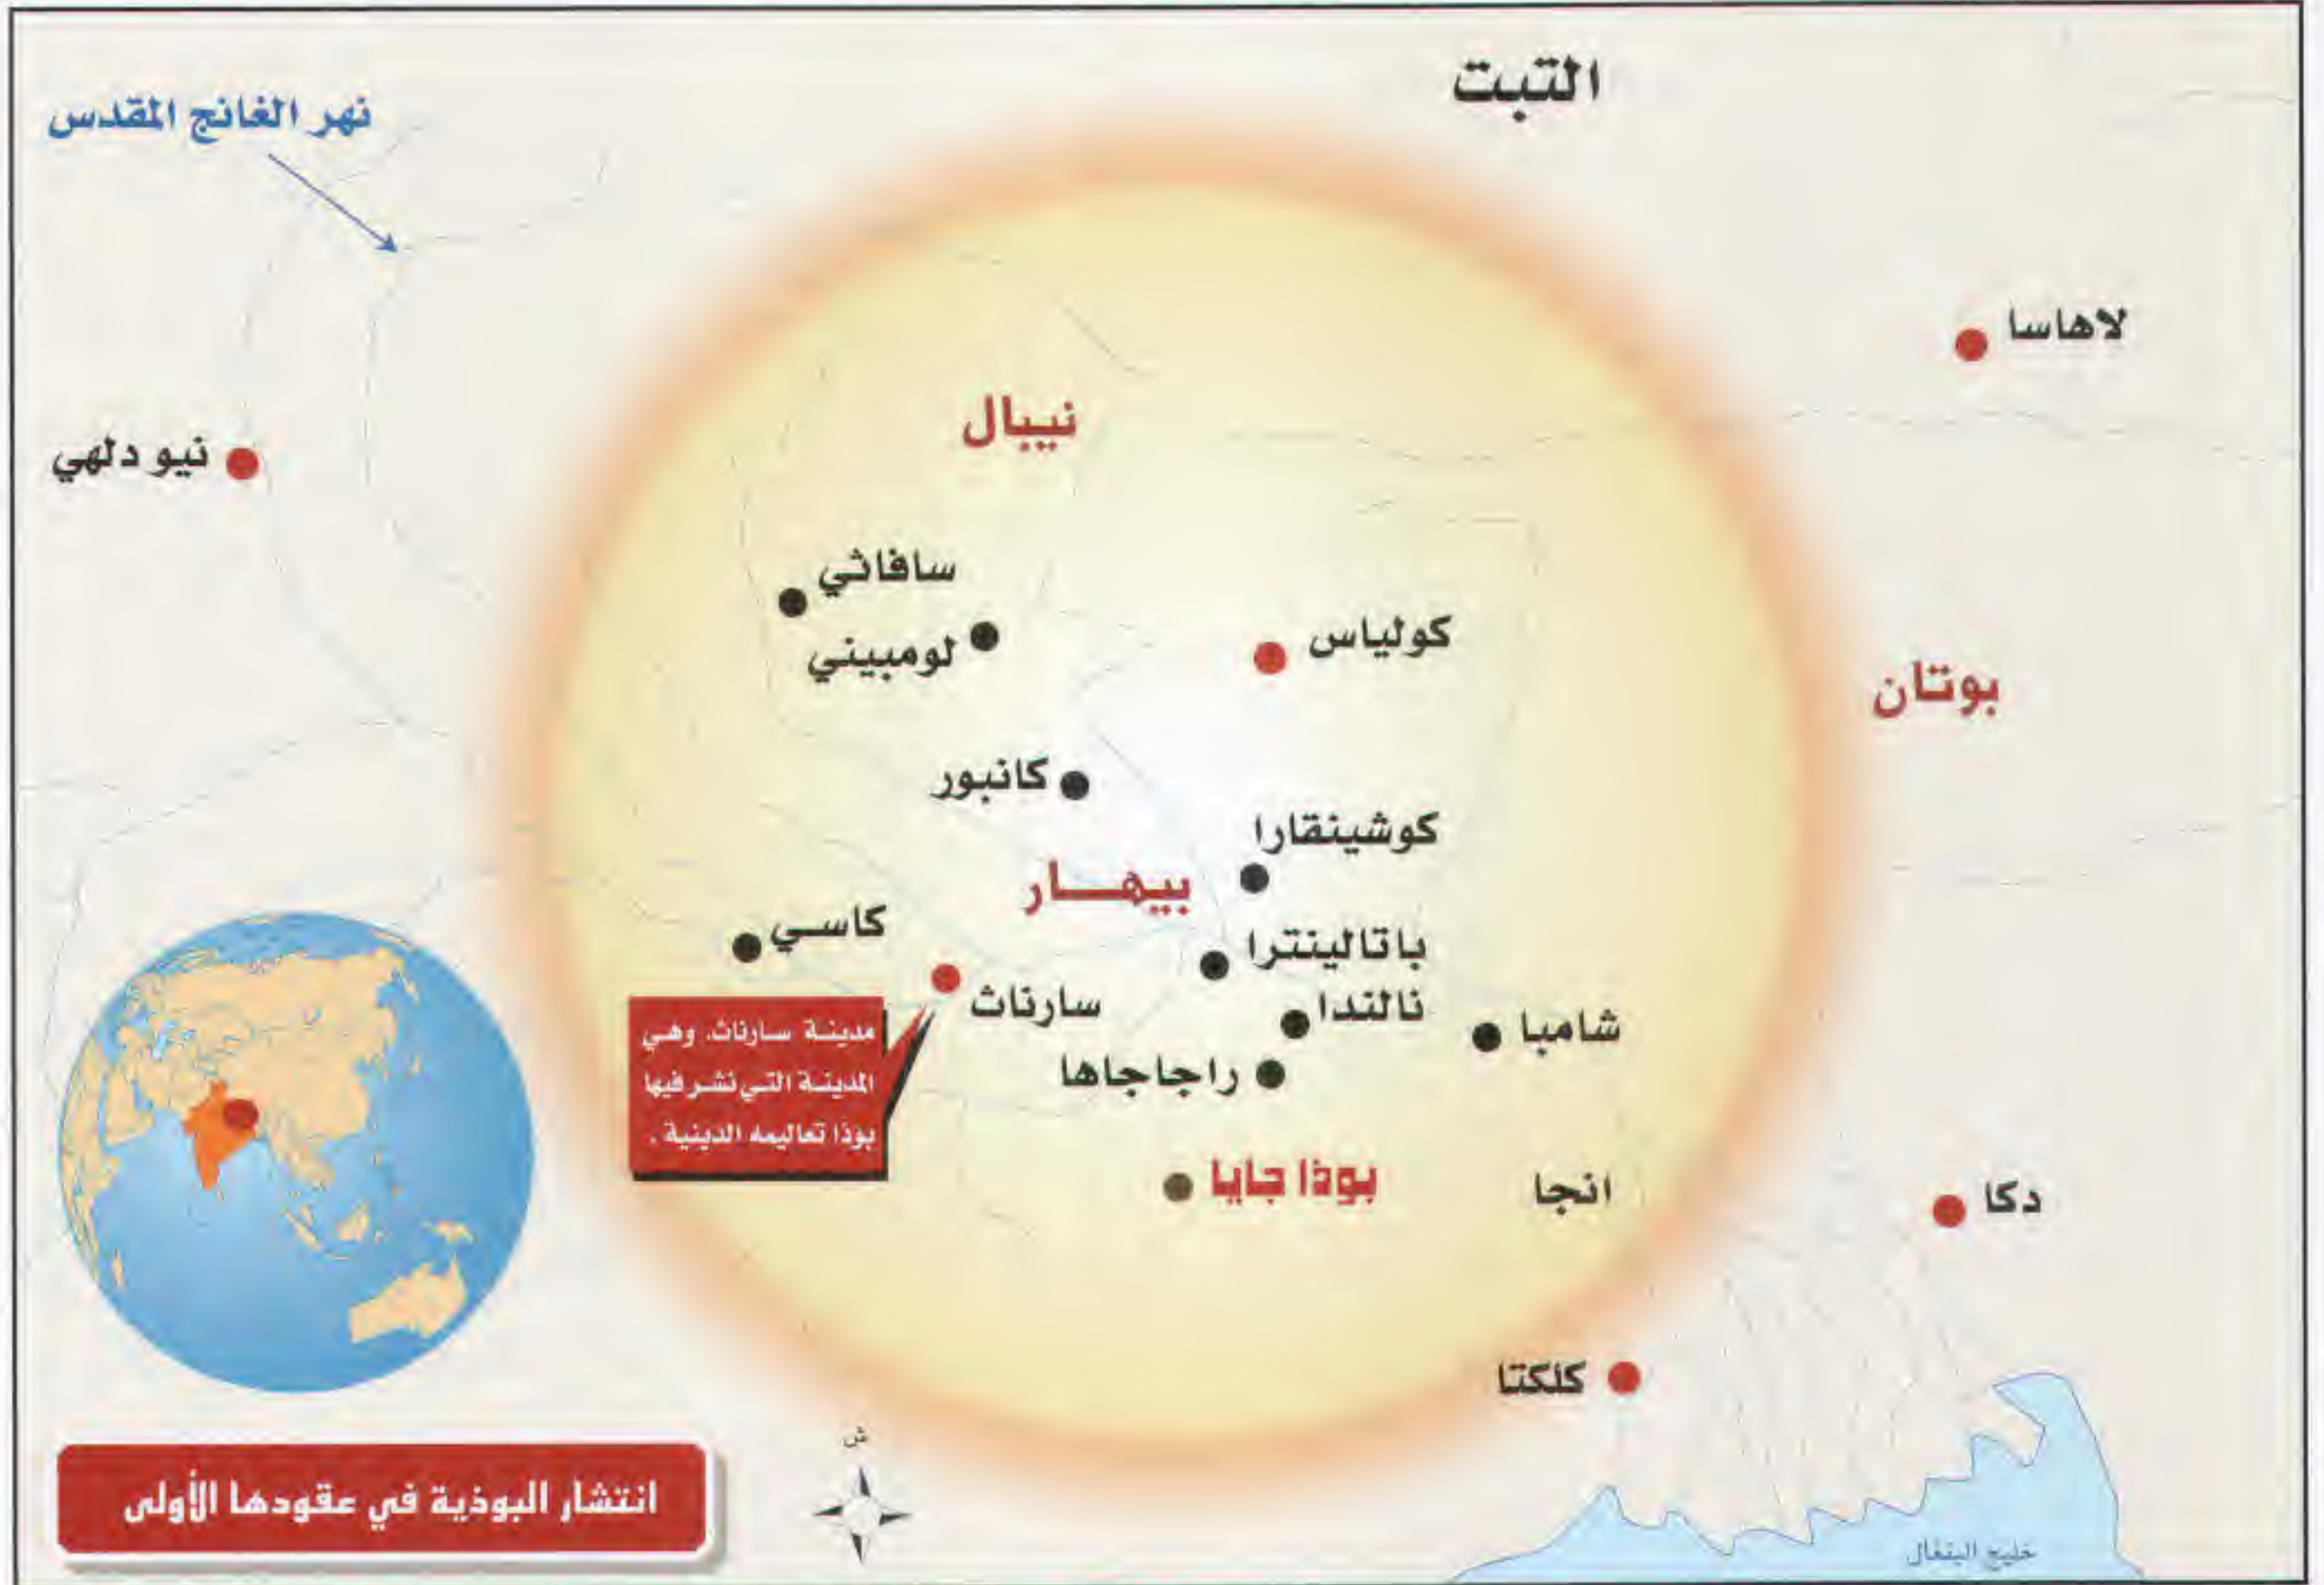 التبت
نهر الغانج المقدس
لاهاسا
نيبال
نيو دلهي
سافاثي
كولياس
لومبيني
بوتان
كانبور
كوشينقارا
بيهـــار
كاسي
باتالينترا
سارناث
نالندا
شامبا
مدينة سارناث، وهي
المدينة التي نشر فيها
بوذا تعاليمه الدينية .
راجاجاها
بوذا جايا
انجا
دكا
كلكتا
ش
انتشار البوذية في عقودها الأولى
خليج البنغال